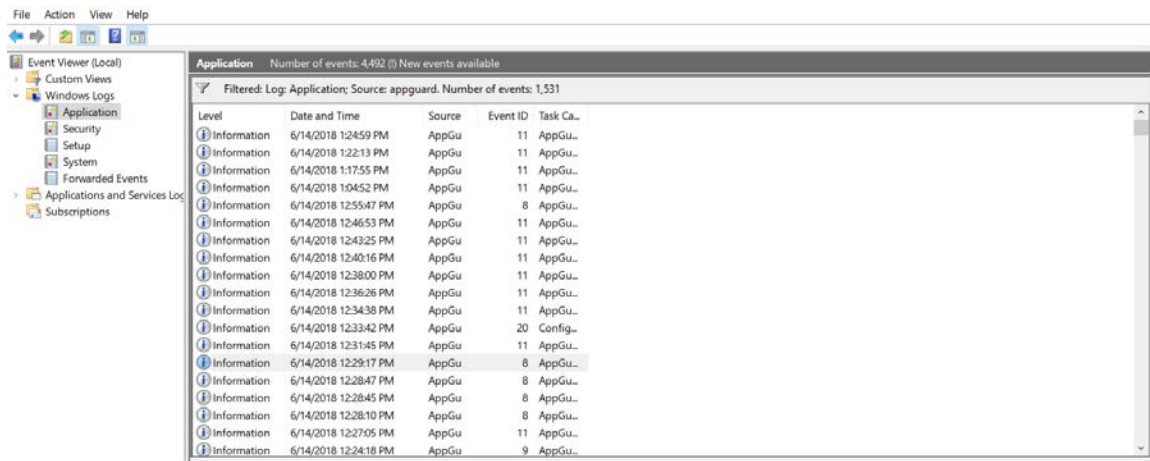 File Action View Help
Event Viewer (Local)
Custom Views
Windows Logs
Application
Security
Setup
System
Forwarded Events
Applications and Services Log
Subscriptions
Application Number of events: 4,492 (!) New events available
Filtered: Log: Application; Source: appguard. Number of events: 1,531
Level Date and Time Source Event ID Task Ca...
Information 6/14/2018 1:24:59 PM AppGu 11 AppGu...
Information 6/14/2018 1:22:13 PM AppGu 11 AppGu...
Information 6/14/2018 1:17:55 PM AppGu 11 AppGu...
Information 6/14/2018 1:04:52 PM AppGu 11 AppGu...
Information 6/14/2018 12:55:47 PM AppGu 8 AppGu...
Information 6/14/2018 12:46:53 PM AppGu 11 AppGu...
Information 6/14/2018 12:43:25 PM AppGu 11 AppGu...
Information 6/14/2018 12:40:16 PM AppGu 11 AppGu...
Information 6/14/2018 12:38:00 PM AppGu 11 AppGu...
Information 6/14/2018 12:36:26 PM AppGu 11 AppGu...
Information 6/14/2018 12:34:38 PM AppGu 11 AppGu...
Information 6/14/2018 12:33:42 PM AppGu 20 Config...
Information 6/14/2018 12:31:45 PM AppGu 11 AppGu...
Information 6/14/2018 12:29:17 PM AppGu 8 AppGu...
Information 6/14/2018 12:28:47 PM AppGu 8 AppGu...
Information 6/14/2018 12:28:45 PM AppGu 8 AppGu...
Information 6/14/2018 12:28:10 PM AppGu 8 AppGu...
Information 6/14/2018 12:27:05 PM AppGu 11 AppGu...
Information 6/14/2018 12:24:18 PM AppGu 9 AppGu...